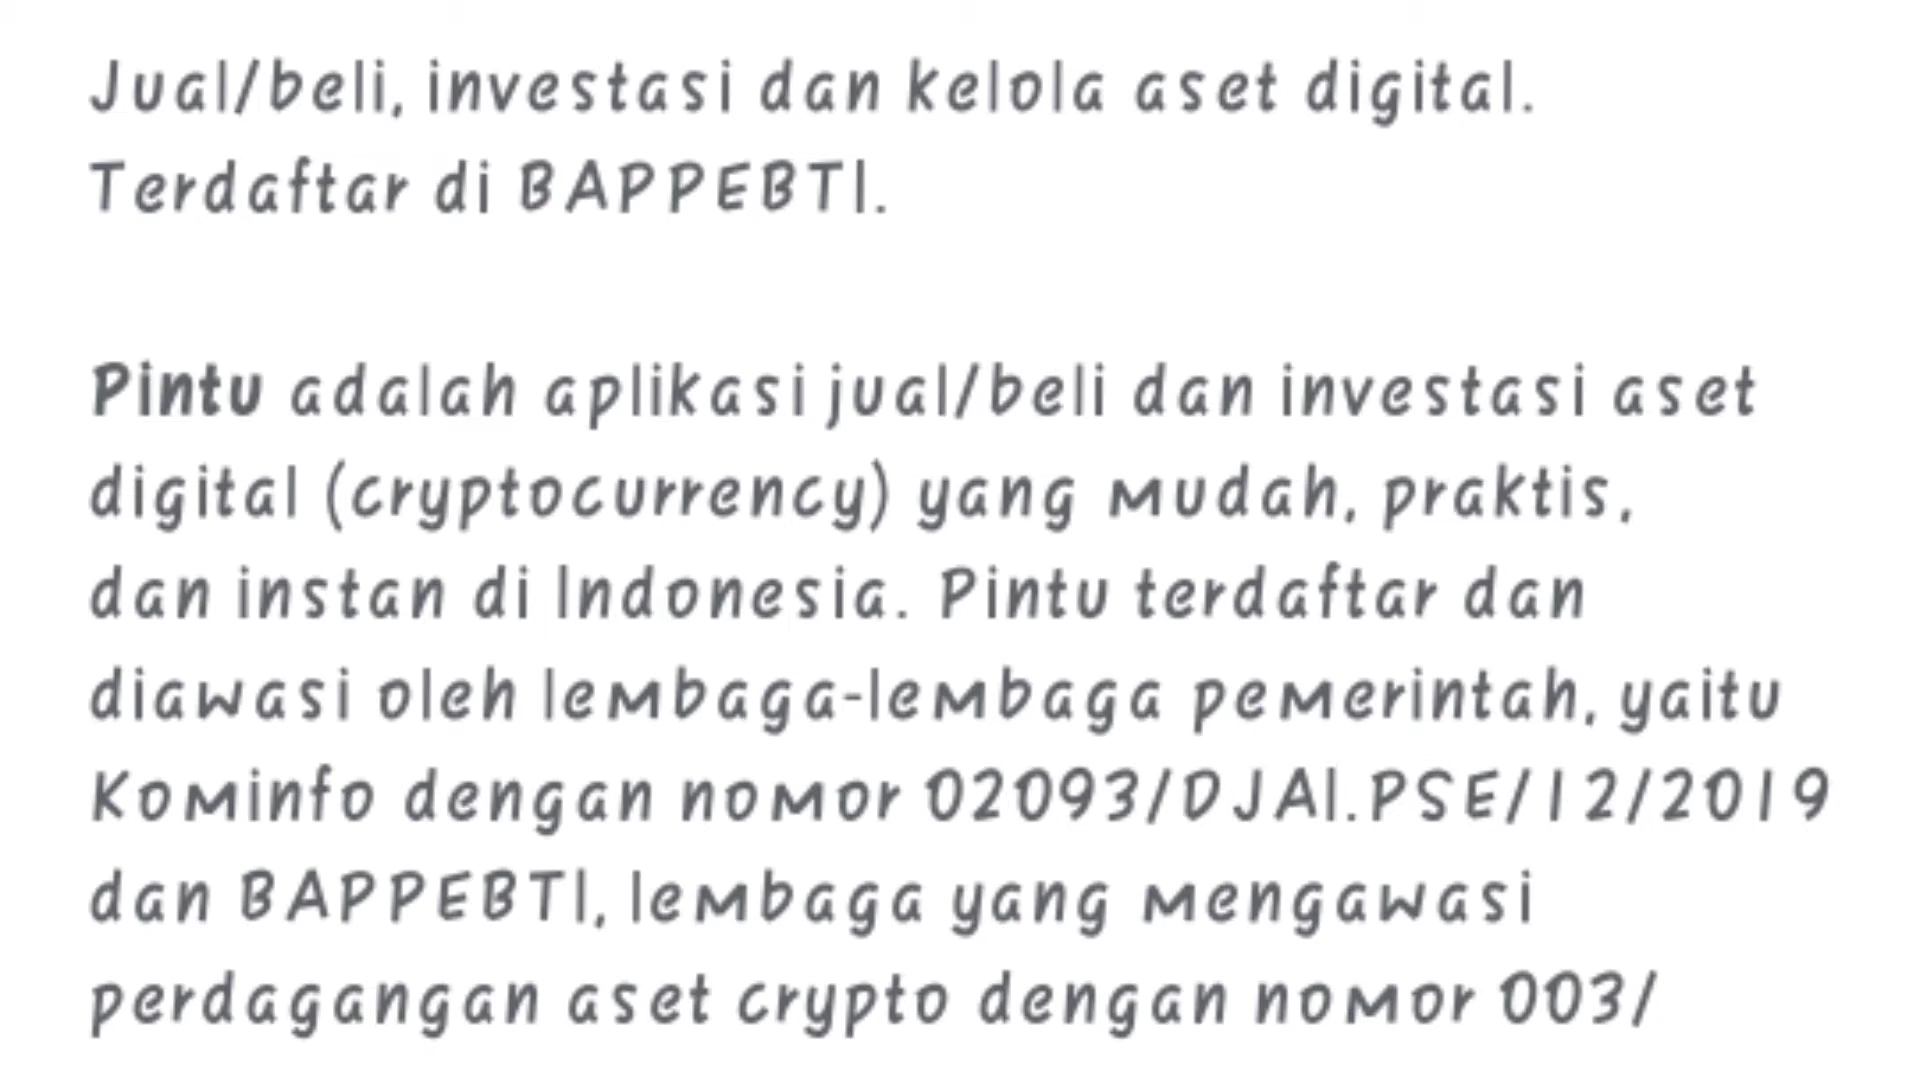 Jual/beli, investasi dan kelola aset digital.
Terdaftar di BAPPEBTI.
Pintu adalah aplikasi jual/beli dan investasi aset
digital (cryptocurrency) yang mudah, praktis,
dan instan di Indonesia. Pintu terdaftar dan
diawasi oleh lembaga-lembaga pemerintah, yaitu
Kominfo dengan nomor 02093/DJAI.PSE/12/2019
dan BAPPEBTI, lembaga yang mengawasi
perdagangan aset crypto dengan nomor 003/